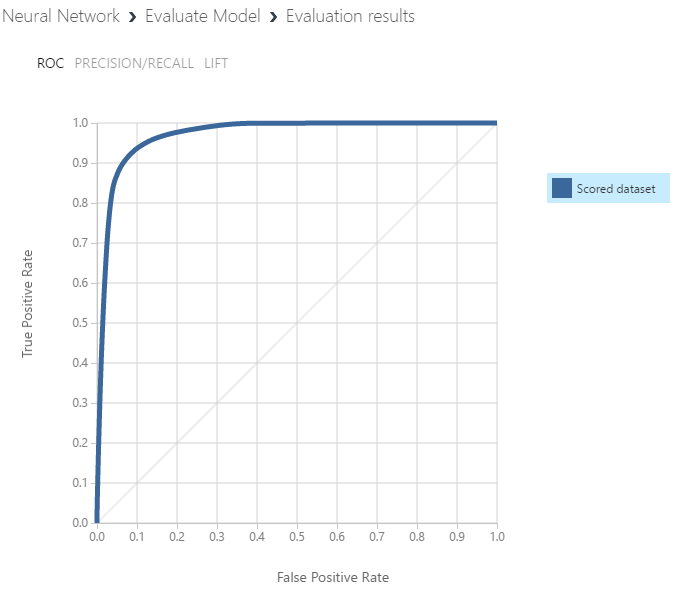 Neural Network ❯ Evaluate Model ❯ Evaluation results
ROC PRECISION/RECALL LIFT
1.0
0.9
0.8
0.7
0.6
0.5
0.4
0.3
0.2
0.1
0.0
True Positive Rate
0.0 0.1 0.2 0.3 0.4 0.5 0.6 0.7 0.8 0.9 1.0
False Positive Rate
Scored dataset